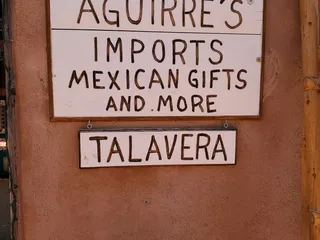 AGUIRRE'S
IMPORTS
MEXICAN GIFTS
AND.MORE
TALAVERA